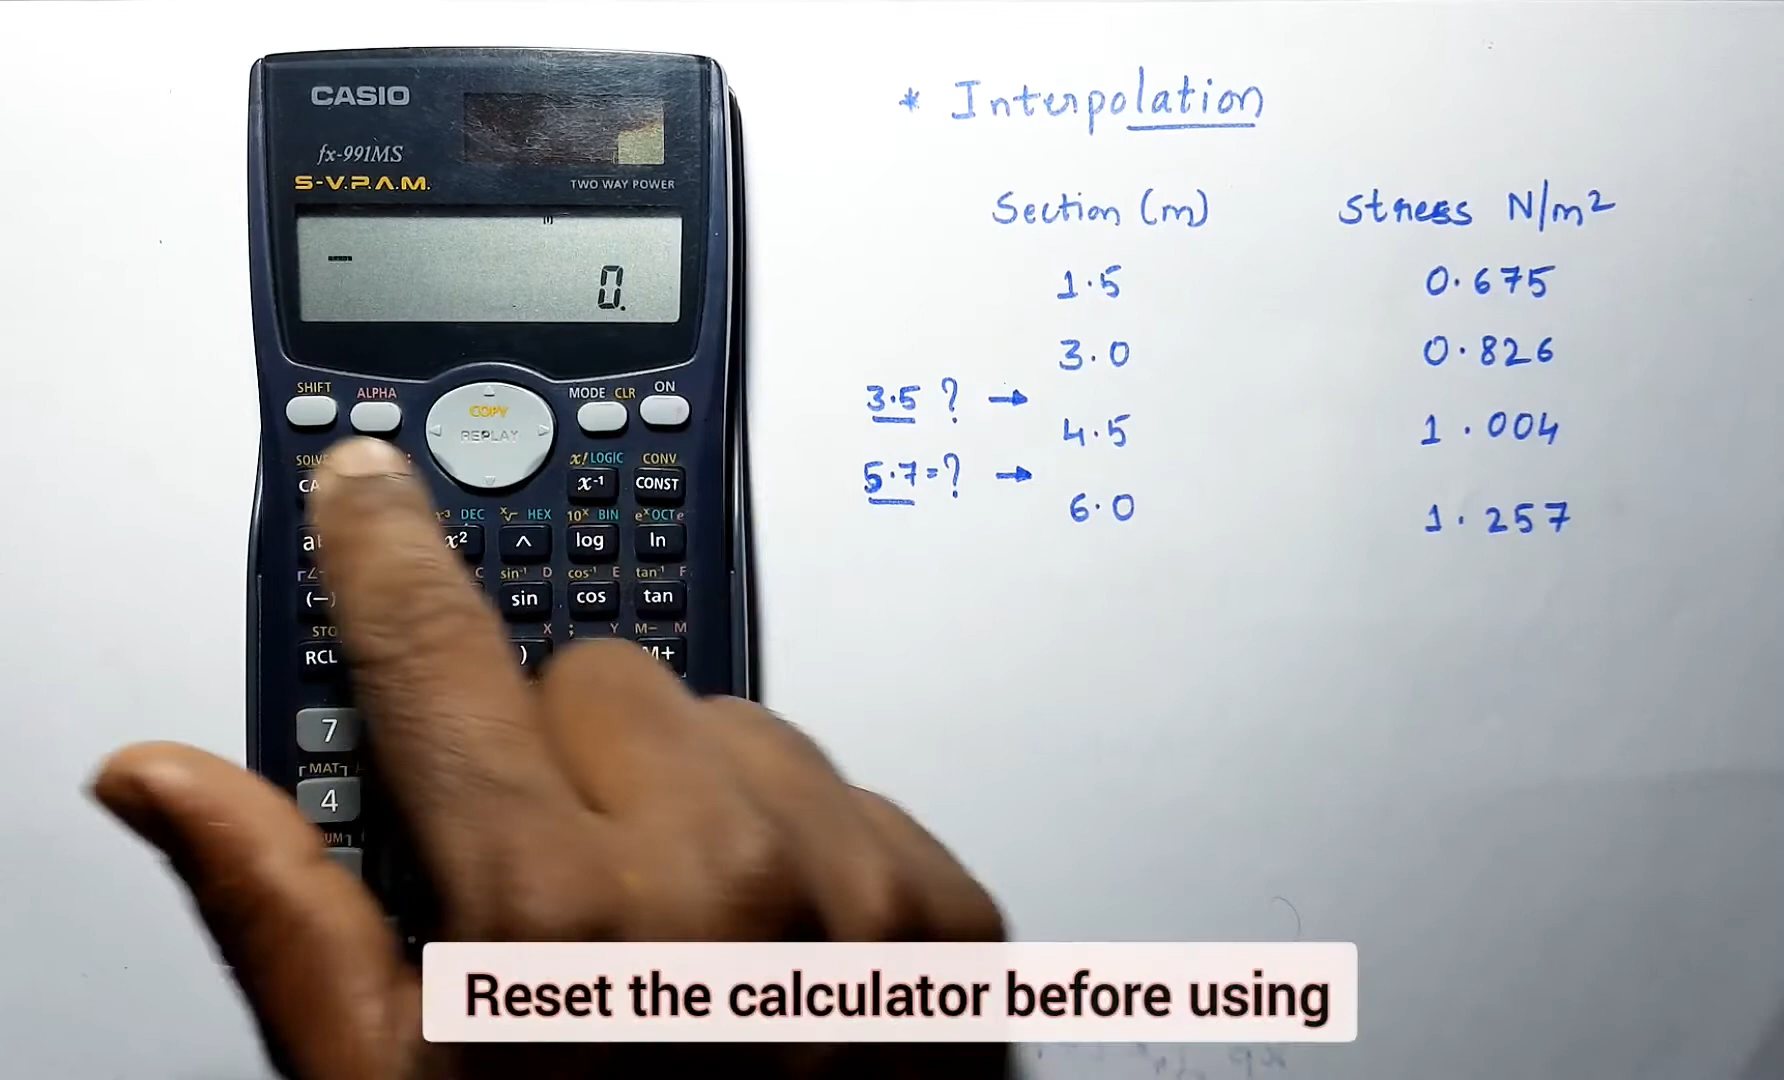 CASIO
fx-991MS
S-V.P.A.M.
TWO WAY POWER
0.
SHIFT ALPHA MODE CLR ON
COPY
REPLAY
x! LOGIC CONV
x⁻¹ CONST
DEC x√ HEX 10ˣ BIN eˣ OCT e
x² ^ log ln
C sin⁻¹ D cos⁻¹ E tan⁻¹ F
(−) sin cos tan
STO X ; Y M− M
RCL ) M+
7
MAT
4
* Interpolation
Section (m) Stress N/m²
1.5 0.675
3.0 0.826
3.5 ? →
4.5 1.004
5.7=? →
6.0 1.257
Reset the calculator before using